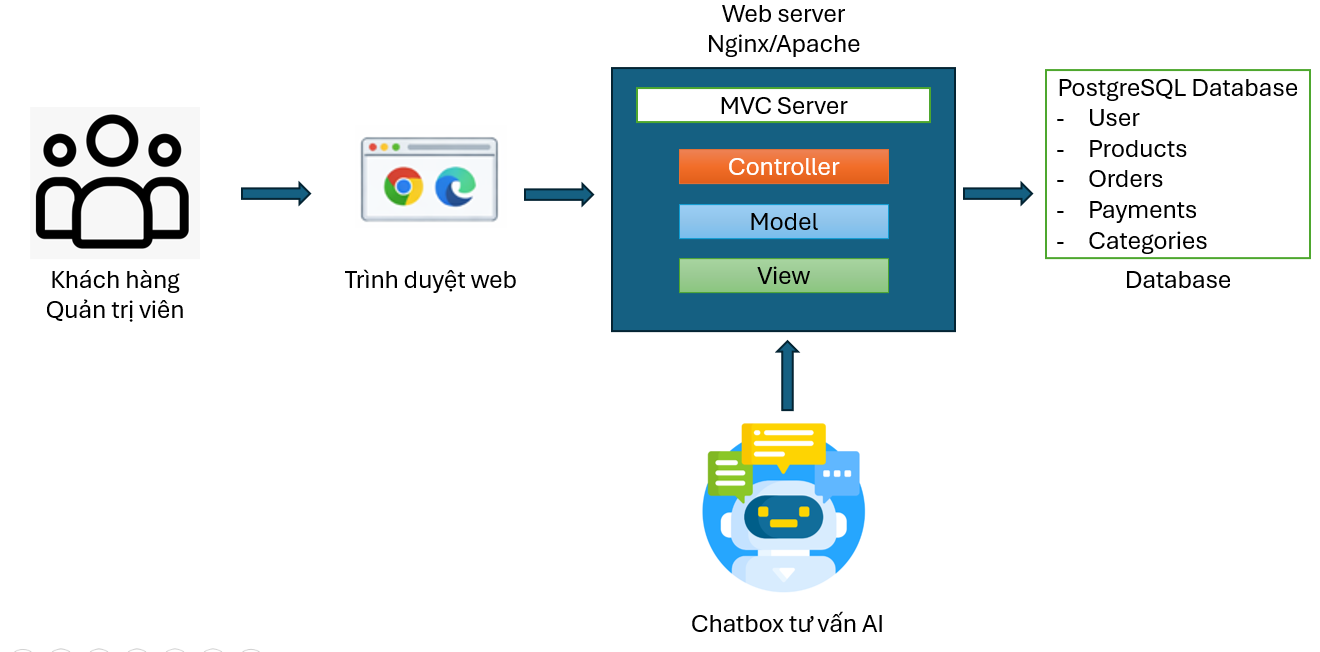 Web server
Nginx/Apache
MVC Server
Controller
Model
View
PostgreSQL Database
- User
- Products
- Orders
- Payments
- Categories
Database
Khách hàng
Quản trị viên
Trình duyệt web
Chatbox tư vấn AI